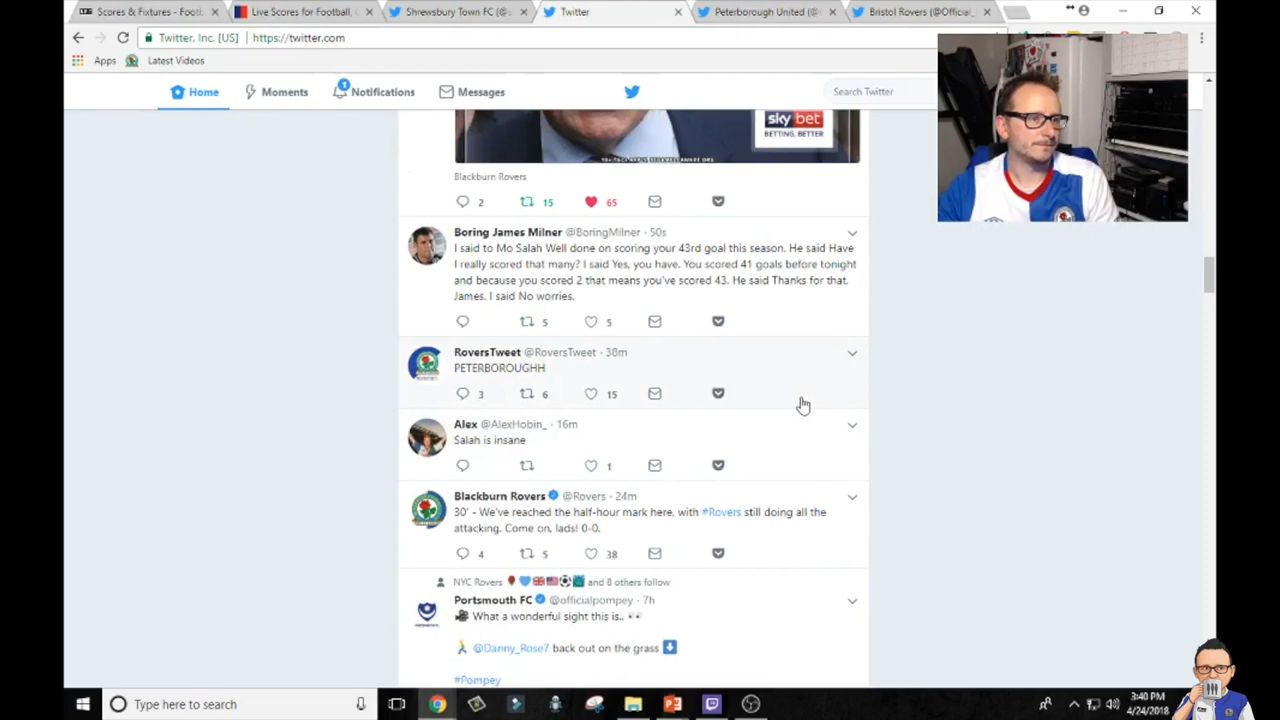 Scores & Fixtures - Footb
Live Scores for Football,
Shrewsbury Town FC (@s
Twitter
Peterborough United (@
Bristol Rovers (@Official_
Twitter, Inc. [US]
https://twitter.com
Apps
Latest Videos
Home
Moments
1
Notifications
Messages
Search Twitter
sky bet
BETTING. BETTER
Blackburn Rovers
2 15 65
Boring James Milner @BoringMilner · 50s
I said to Mo Salah Well done on scoring your 43rd goal this season. He said Have
I really scored that many? I said Yes, you have. You scored 41 goals before tonight
and because you scored 2 that means you've scored 43. He said Thanks for that,
James. I said No worries.
5 5
RoversTweet @RoversTweet · 38m
PETERBOROUGHH
3 6 15
Alex @AlexHobin_ · 16m
Salah is insane
1
Blackburn Rovers @Rovers · 24m
30' - We've reached the half-hour mark here, with #Rovers still doing all the
attacking. Come on, lads! 0-0.
4 5 38
NYC Rovers and 8 others follow
Portsmouth FC @officialpompey · 7h
What a wonderful sight this is..
@Danny_Rose7 back out on the grass
#Pompey
Type here to search
3:40 PM
4/24/2018